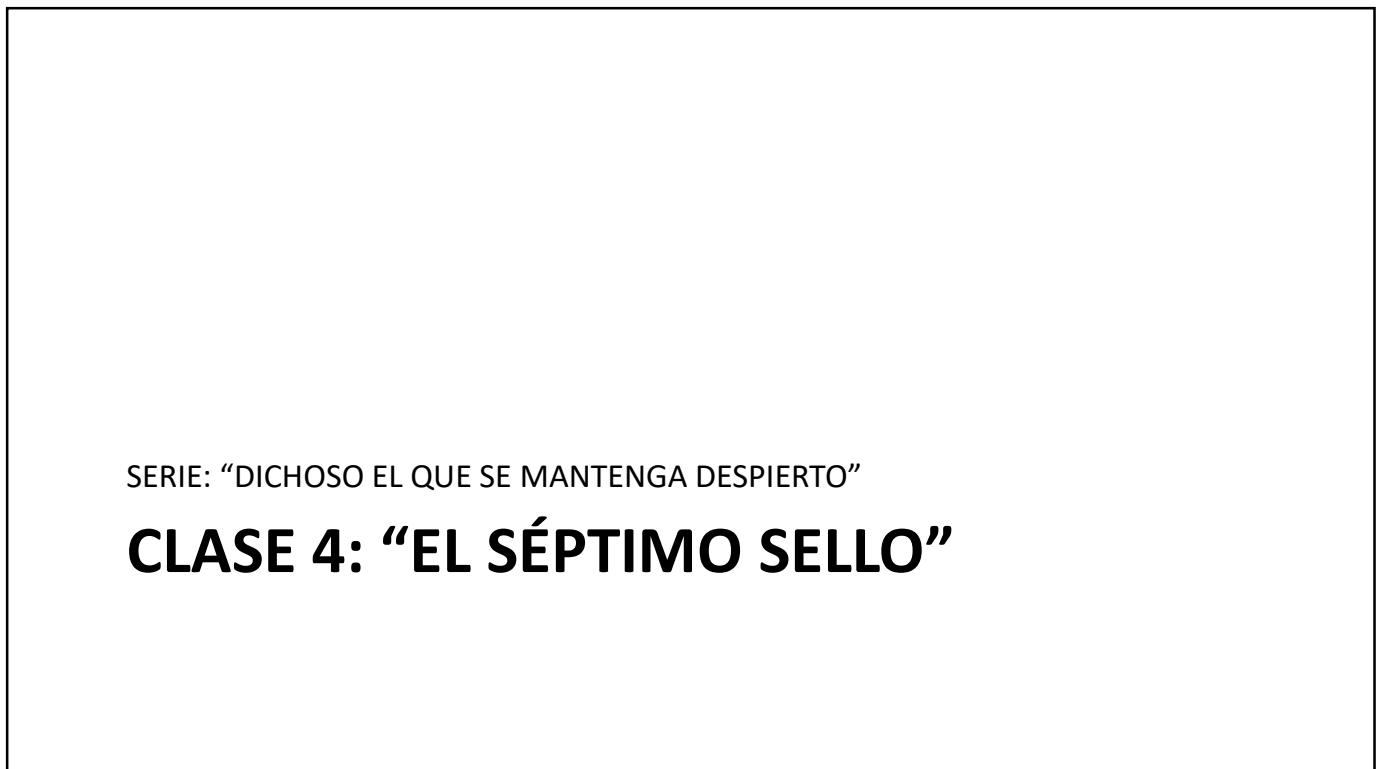 SERIE: “DICHOSO EL QUE SE MANTENGA DESPIERTO”
CLASE 4: “EL SÉPTIMO SELLO”